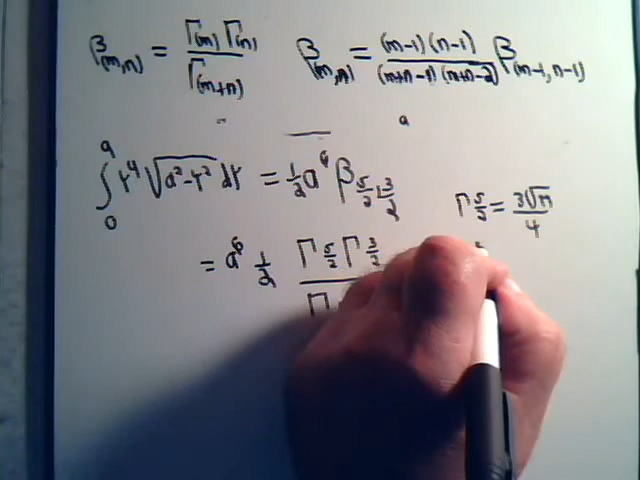 β(m,n) = Γ(m) Γ(n) / Γ(m+n)
β(m,n) = (m-1)(n-1) / (m+n-1)(m+n-2) β(m-1,n-1)
∫₀ᵃ r⁴ √(a²-r²) dr = 1/2 a⁶ β 5/2, 3/2
Γ 5/2 = 3√π / 4
= a⁶ 1/2 Γ 5/2 Γ 3/2 / Γ